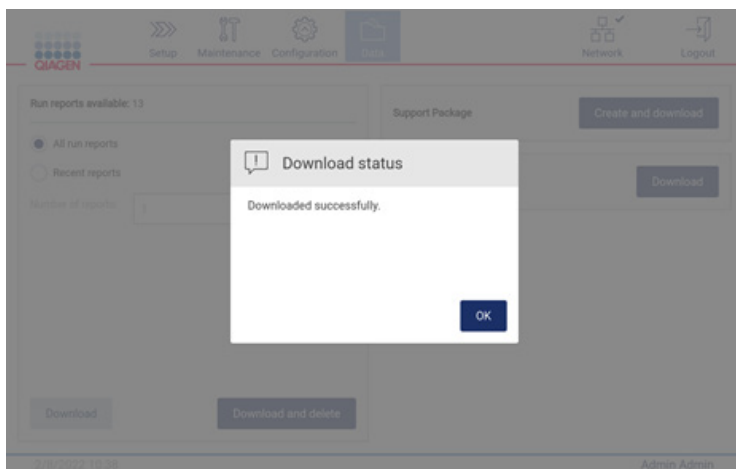 QIAGEN
Setup
Maintenance
Configuration
Data
Network
Logout
Run reports available: 13
All run reports
Recent reports
Number of reports:
Support Package
Create and download
Download
Download status
Downloaded successfully.
OK
Download
Download and delete
Admin Admin